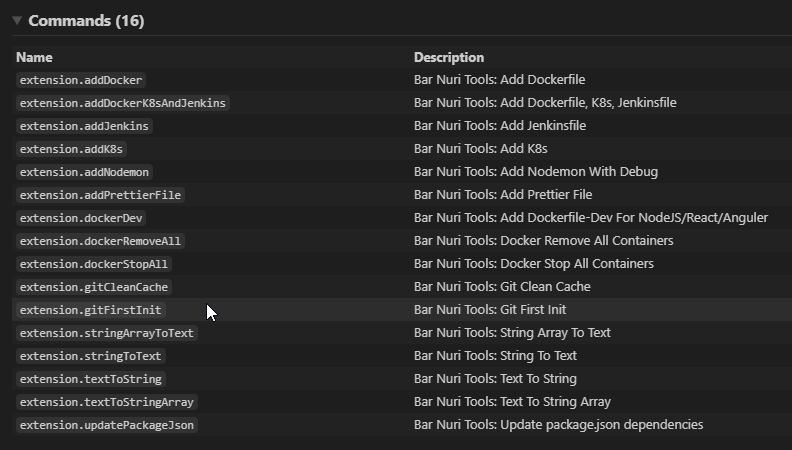 Commands (16)
Name Description
extension.addDocker Bar Nuri Tools: Add Dockerfile
extension.addDockerK8sAndJenkins Bar Nuri Tools: Add Dockerfile, K8s, Jenkinsfile
extension.addJenkins Bar Nuri Tools: Add Jenkinsfile
extension.addK8s Bar Nuri Tools: Add K8s
extension.addNodemon Bar Nuri Tools: Add Nodemon With Debug
extension.addPrettierFile Bar Nuri Tools: Add Prettier File
extension.dockerDev Bar Nuri Tools: Add Dockerfile-Dev For NodeJS/React/Anguler
extension.dockerRemoveAll Bar Nuri Tools: Docker Remove All Containers
extension.dockerStopAll Bar Nuri Tools: Docker Stop All Containers
extension.gitCleanCache Bar Nuri Tools: Git Clean Cache
extension.gitFirstInit Bar Nuri Tools: Git First Init
extension.stringArrayToText Bar Nuri Tools: String Array To Text
extension.stringToText Bar Nuri Tools: String To Text
extension.textToString Bar Nuri Tools: Text To String
extension.textToStringArray Bar Nuri Tools: Text To String Array
extension.updatePackageJson Bar Nuri Tools: Update package.json dependencies